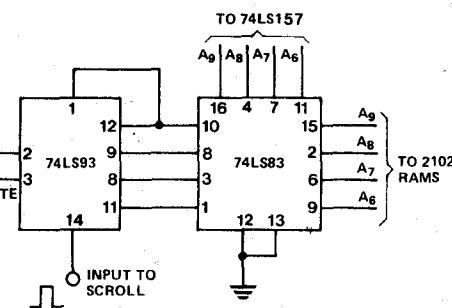 TO 74LS157
A9 A8 A7 A6
16 4 7 11
1
12 10 15 A9
2 9 74LS93 8 74LS83 2 A8
3 8 3 6 A7
TE 11 1 9 A6
TO 2102
RAMS
14 12 13
INPUT TO
SCROLL